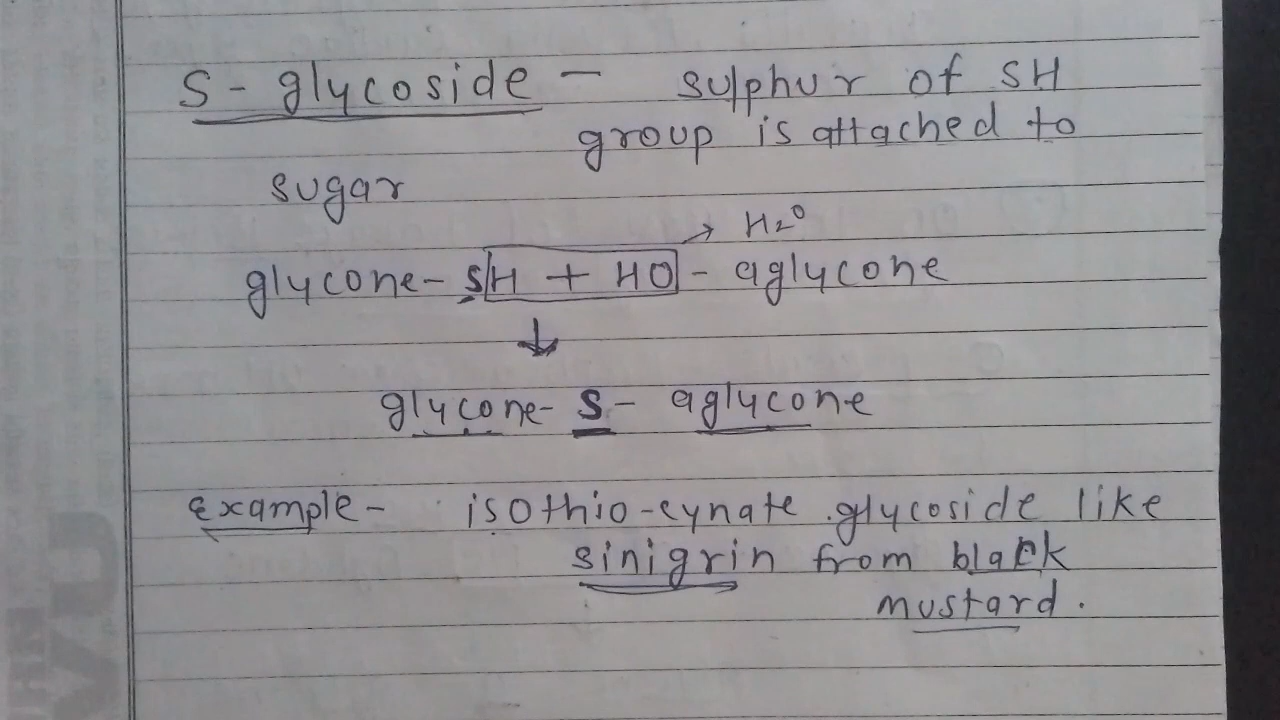 S - glycoside - sulphur of SH
group is attached to
sugar
→ H2O
glycone - SH + HO - aglycone
↓
glycone - S - aglycone
Example - isothio-cynate glycoside like
sinigrin from black
mustard.